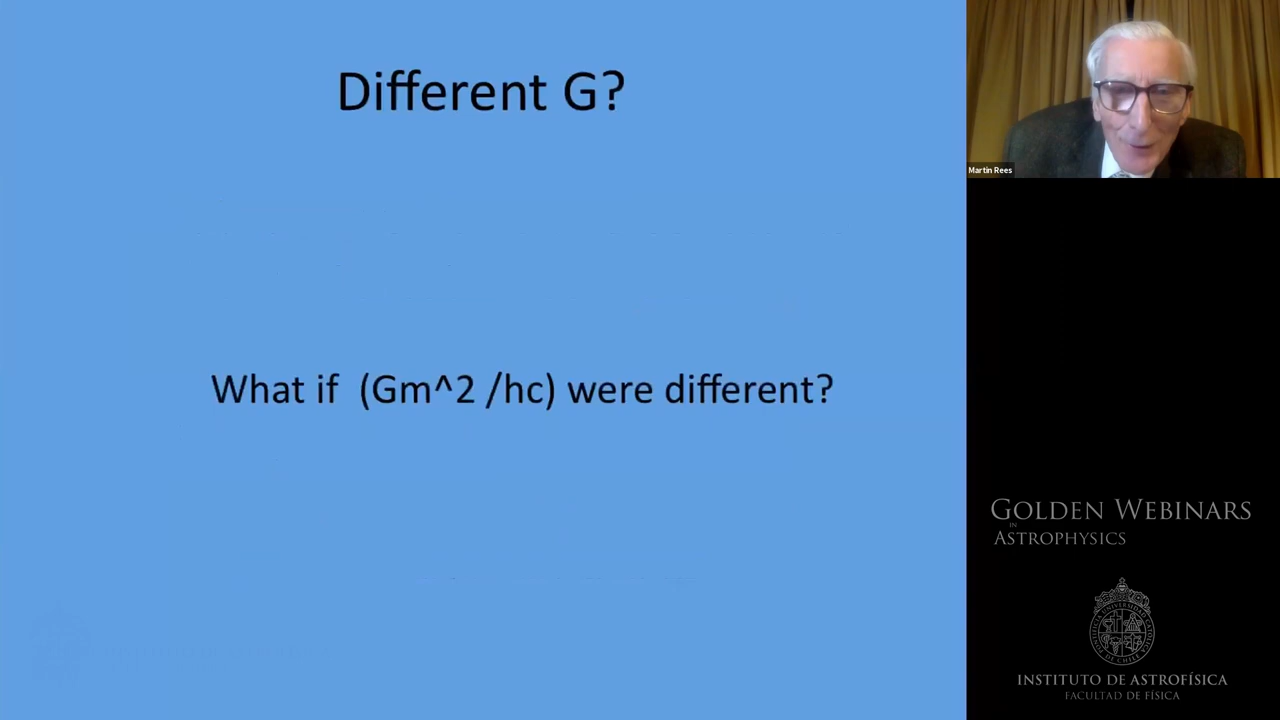 Different G?
What if (Gm^2 /hc) were different?
Martin Rees
GOLDEN WEBINARS
IN
ASTROPHYSICS
INSTITUTO DE ASTROFÍSICA
FACULTAD DE FÍSICA